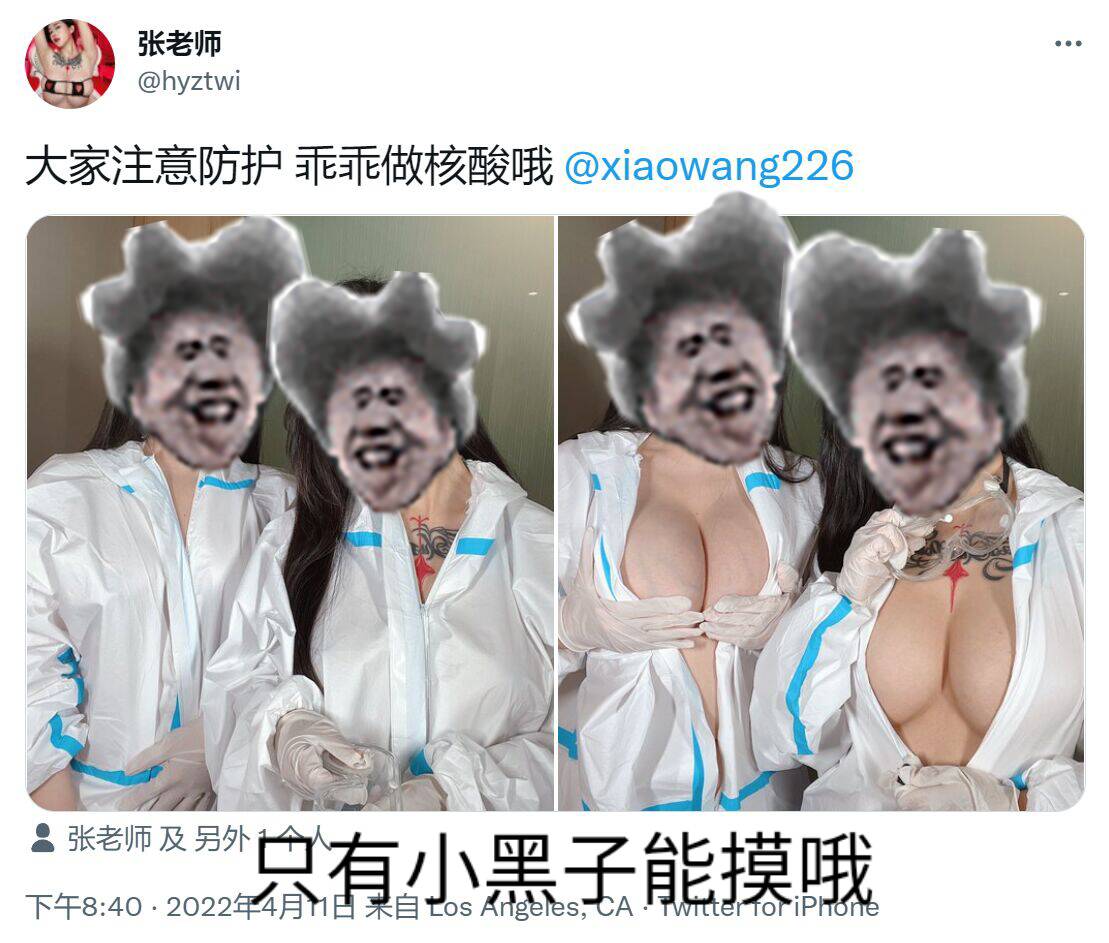 张老师
@hyztwi
大家注意防护 乖乖做核酸哦 @xiaowang226
张老师 及 另外 1 个人
只有小黑子能摸哦
下午8:40 · 2022年4月11日 来自 Los Angeles, CA · Twitter for iPhone